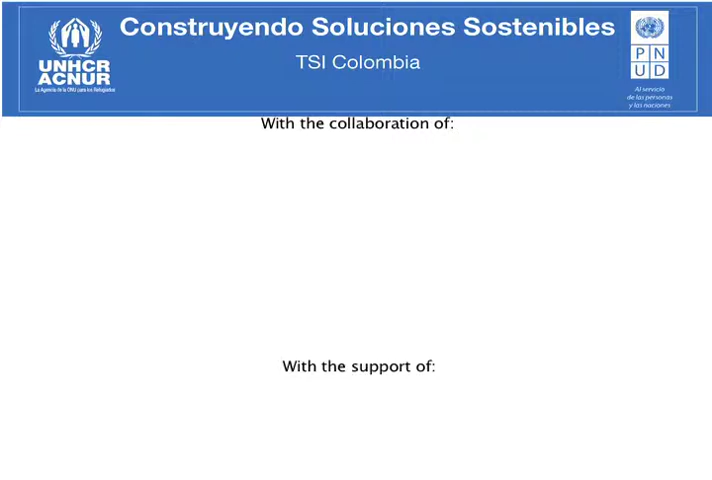 Construyendo Soluciones Sostenibles
TSI Colombia
UNHCR
ACNUR
La Agencia de la ONU para los Refugiados
P N
U D
Al servicio
de las personas
y las naciones
With the collaboration of:
With the support of: